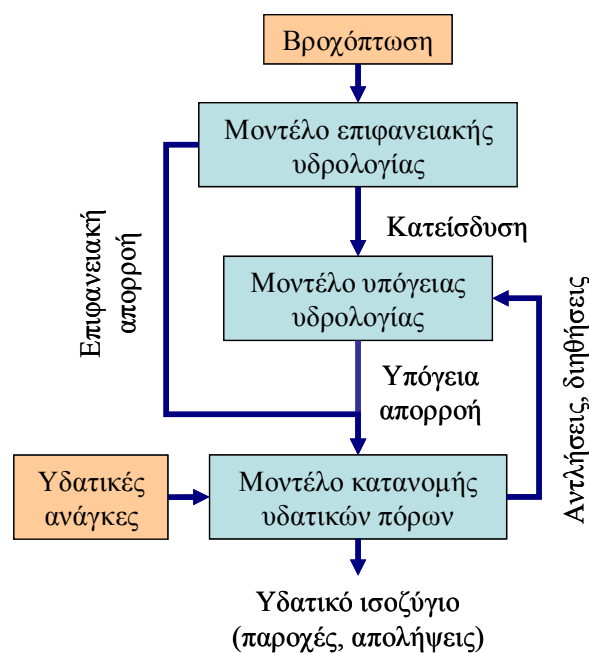 Βροχόπτωση
Μοντέλο επιφανειακής
υδρολογίας
Επιφανειακή
απορροή
Κατείσδυση
Μοντέλο υπόγειας
υδρολογίας
Υπόγεια
απορροή
Αντλήσεις, διηθήσεις
Υδατικές
ανάγκες
Μοντέλο κατανομής
υδατικών πόρων
Υδατικό ισοζύγιο
(παροχές, απολήψεις)